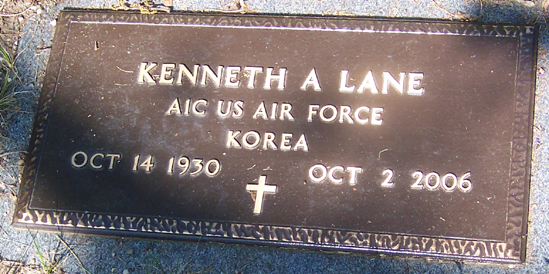 KENNETH A LANE
A1C US AIR FORCE
KOREA
OCT 14 1930 OCT 2 2006